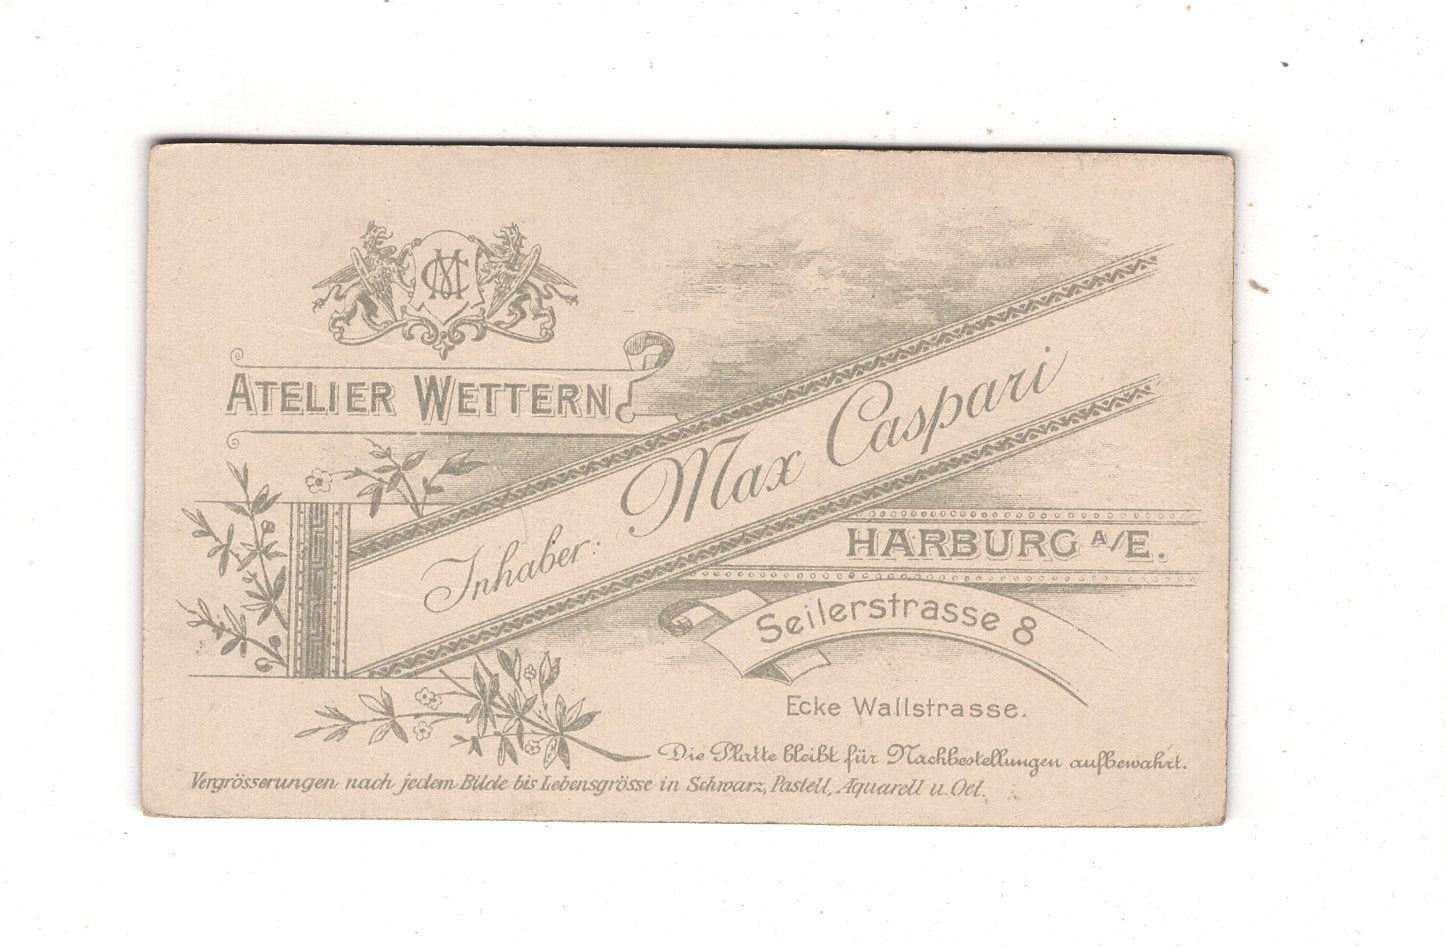 MC
ATELIER WETTERN
Inhaber: Max Caspari
HARBURG A/E.
Seilerstrasse 8
Ecke Wallstrasse.
Die Platte bleibt für Nachbestellungen aufbewahrt.
Vergrösserungen nach jedem Bilde bis Lebensgrösse in Schwarz, Pastell, Aquarell u. Oel.